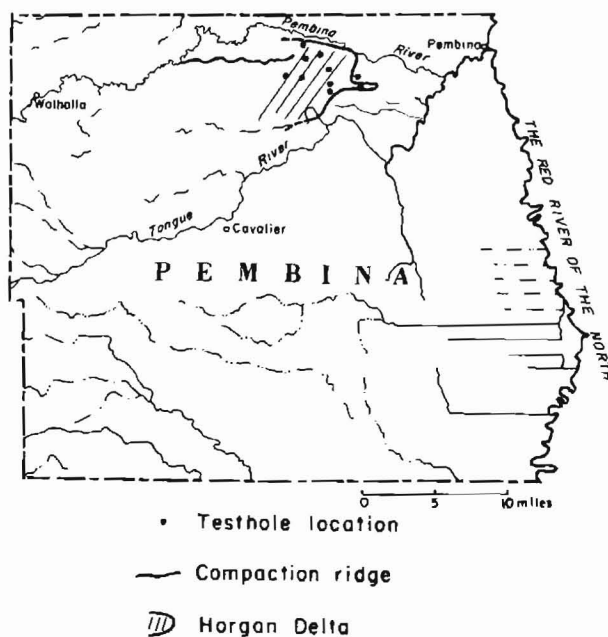 Pembina
River
Pembina
Walhalla
River
Tongue
Cavalier
PEMBINA
THE RED RIVER OF THE NORTH
0 5 10 miles
Testhole location
Compaction ridge
Horgan Delta